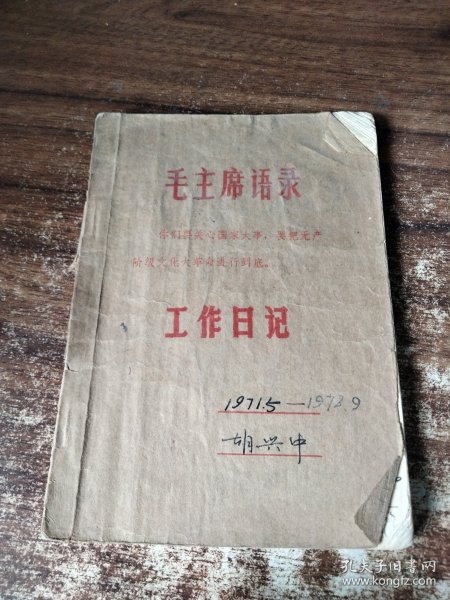 毛主席语录
你们要关心国家大事，要把无产
阶级文化大革命进行到底。
工作日记
1971.5—1973.9
胡兴中
孔夫子旧书网
www.kongfz.com